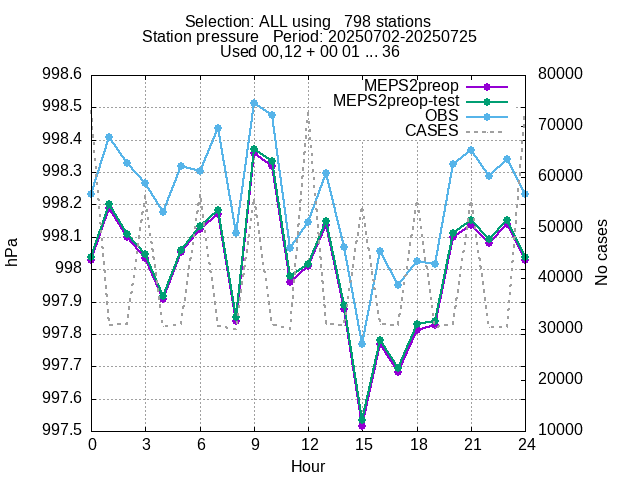 Selection: ALL using   798 stations
Station pressure   Period: 20250702-20250725
Used 00,12 + 00 01 ... 36
998.6
998.5
998.4
998.3
998.2
998.1
998
997.9
997.8
997.7
997.6
997.5
hPa
MEPS2preop
MEPS2preop-test
OBS
CASES
80000
70000
60000
50000
40000
30000
20000
10000
No cases
0 3 6 9 12 15 18 21 24
Hour